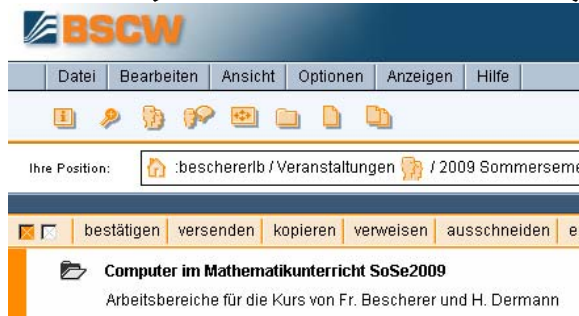 BSCW
Datei Bearbeiten Ansicht Optionen Anzeigen Hilfe
Ihre Position: :beschererlb / Veranstaltungen / 2009 Sommerseme
bestätigen versenden kopieren verweisen ausschneiden e
Computer im Mathematikunterricht SoSe2009
Arbeitsbereiche für die Kurs von Fr. Bescherer und H. Dermann